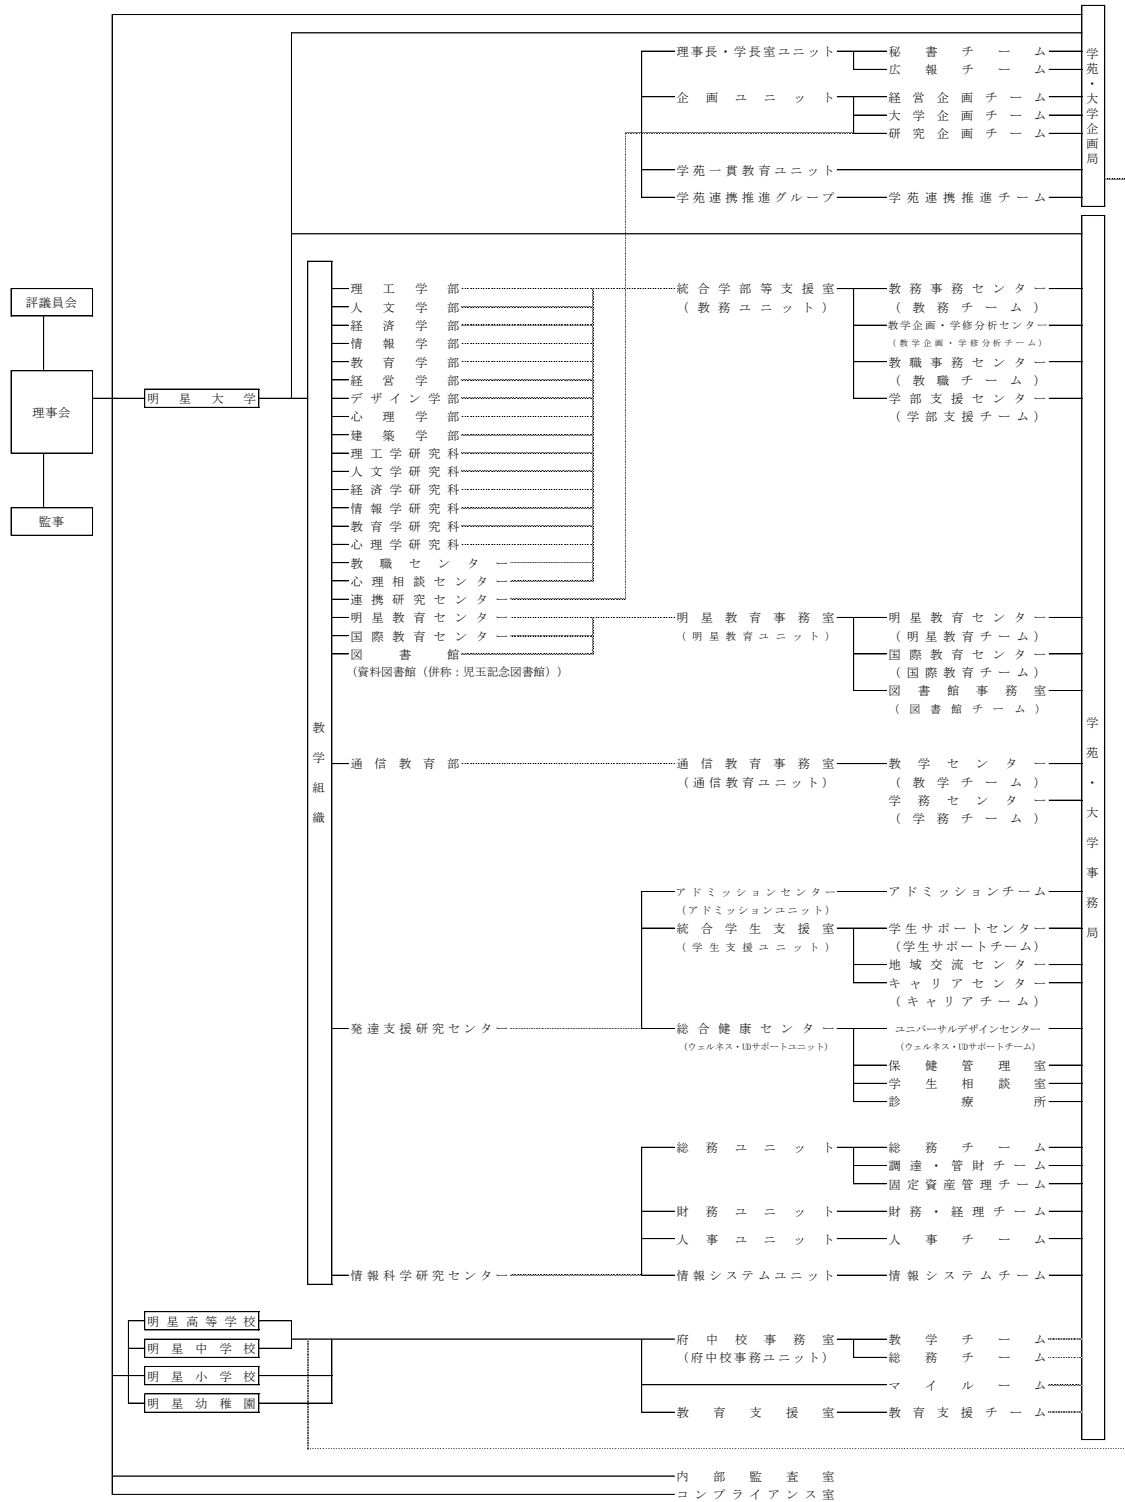 理事長・学長室ユニット 秘書チーム
広報チーム
企画ユニット 経営企画チーム
大学企画チーム
研究企画チーム
学苑一貫教育ユニット
学苑連携推進グループ 学苑連携推進チーム
学苑・大学企画局
評議員会
理事会
監事
明星大学
教学組織
理工学部 統合学部等支援室 教務事務センター
人文学部 (教務ユニット) (教務チーム)
経済学部 教学企画・学修分析センター
情報学部 (教学企画・学修分析チーム)
教育学部 教職事務センター
経営学部 (教職チーム)
デザイン学部 学部支援センター
心理学部 (学部支援チーム)
建築学部
理工学研究科
人文学研究科
経済学研究科
情報学研究科
教育学研究科
心理学研究科
教職センター
心理相談センター
連携研究センター
明星教育センター 明星教育事務室 明星教育センター
国際教育センター (明星教育ユニット) (明星教育チーム)
図書館 国際教育センター
(資料図書館（併称：児玉記念図書館）) (国際教育チーム)
図書館事務室
(図書館チーム)
通信教育部 通信教育事務室 教学センター
(通信教育ユニット) (教学チーム)
学務センター
(学務チーム)
学苑・大学事務局
アドミッションセンター アドミッションチーム
(アドミッションユニット)
統合学生支援室 学生サポートセンター
(学生支援ユニット) (学生サポートチーム)
地域交流センター
キャリアセンター
(キャリアチーム)
発達支援研究センター 総合健康センター ユニバーサルデザインセンター
(ウェルネス・UDサポートユニット) (ウェルネス・UDサポートチーム)
保健管理室
学生相談室
診療所
総務ユニット 総務チーム
調達・管財チーム
固定資産管理チーム
財務ユニット 財務・経理チーム
人事ユニット 人事チーム
情報科学研究センター 情報システムユニット 情報システムチーム
明星高等学校
明星中学校 府中校事務室 教学チーム
(府中校事務ユニット) 総務チーム
明星小学校 マイルーム
明星幼稚園 教育支援室 教育支援チーム
内部監査室
コンプライアンス室